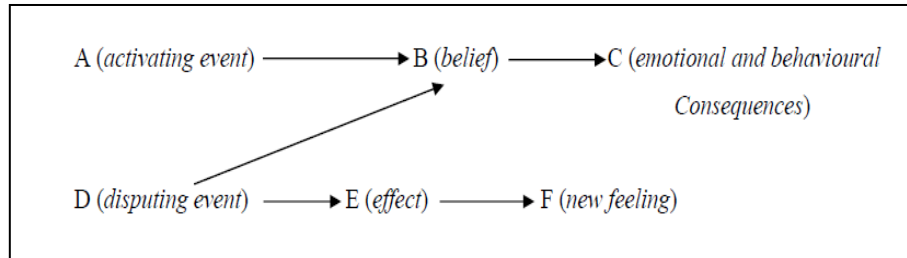 A (activating event) B (belief) C (emotional and behavioural
Consequences)
D (disputing event) E (effect) F (new feeling)